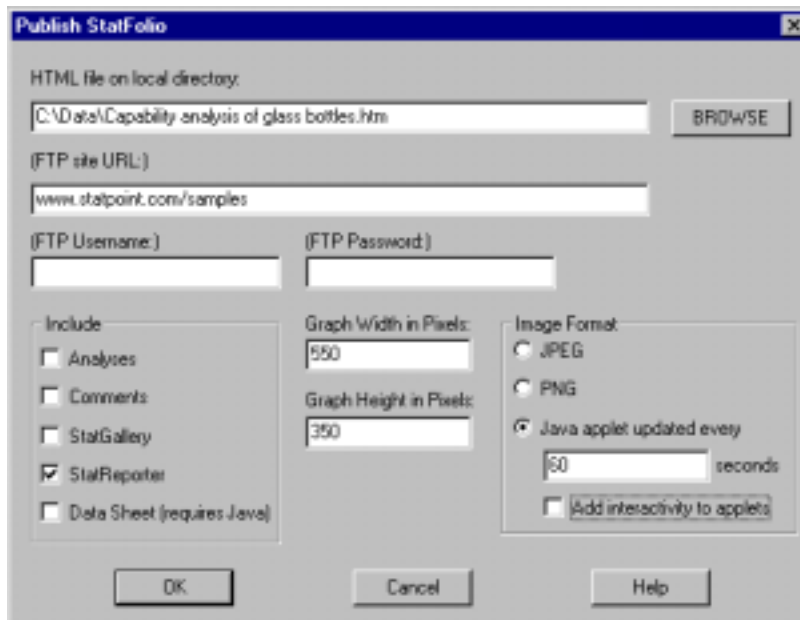 Publish StatFolio
HTML file on local directory:
C:\Data\Capability analysis of glass bottles.htm
BROWSE
(FTP site URL:)
www.statpoint.com/samples
(FTP Username:)
(FTP Password:)
Include
Analyses
Comments
StatGallery
StatReporter
Data Sheet (requires Java)
Graph Width in Pixels:
550
Graph Height in Pixels:
350
Image Format
JPEG
PNG
Java applet updated every
60 seconds
Add interactivity to applets
OK
Cancel
Help